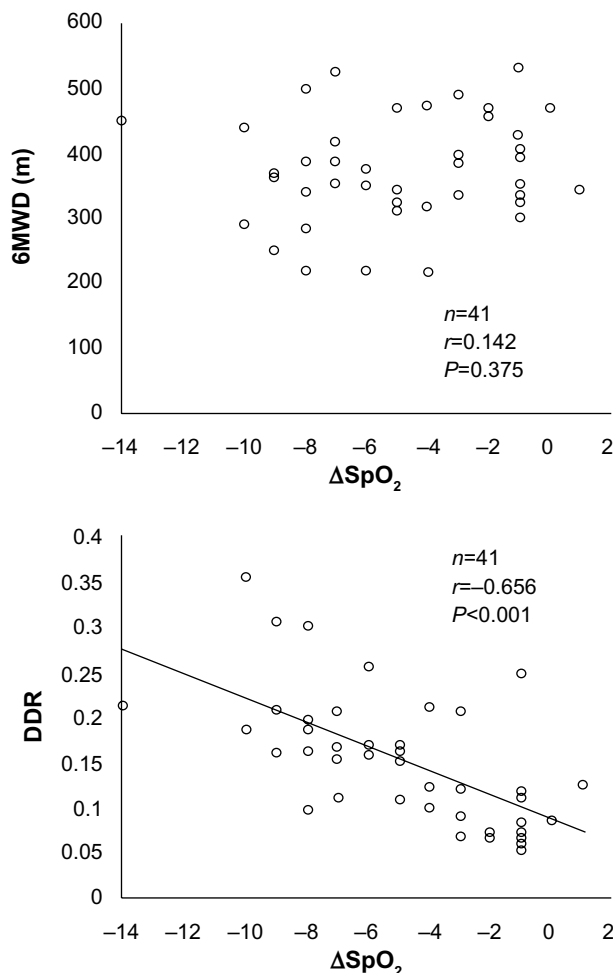 600
500
400
300
200
100
0
6MWD (m)
n=41
r=0.142
P=0.375
–14 –12 –10 –8 –6 –4 –2 0 2
ΔSpO₂
0.4
0.35
0.3
0.25
0.2
0.15
0.1
0.05
0
DDR
n=41
r=–0.656
P<0.001
–14 –12 –10 –8 –6 –4 –2 0 2
ΔSpO₂